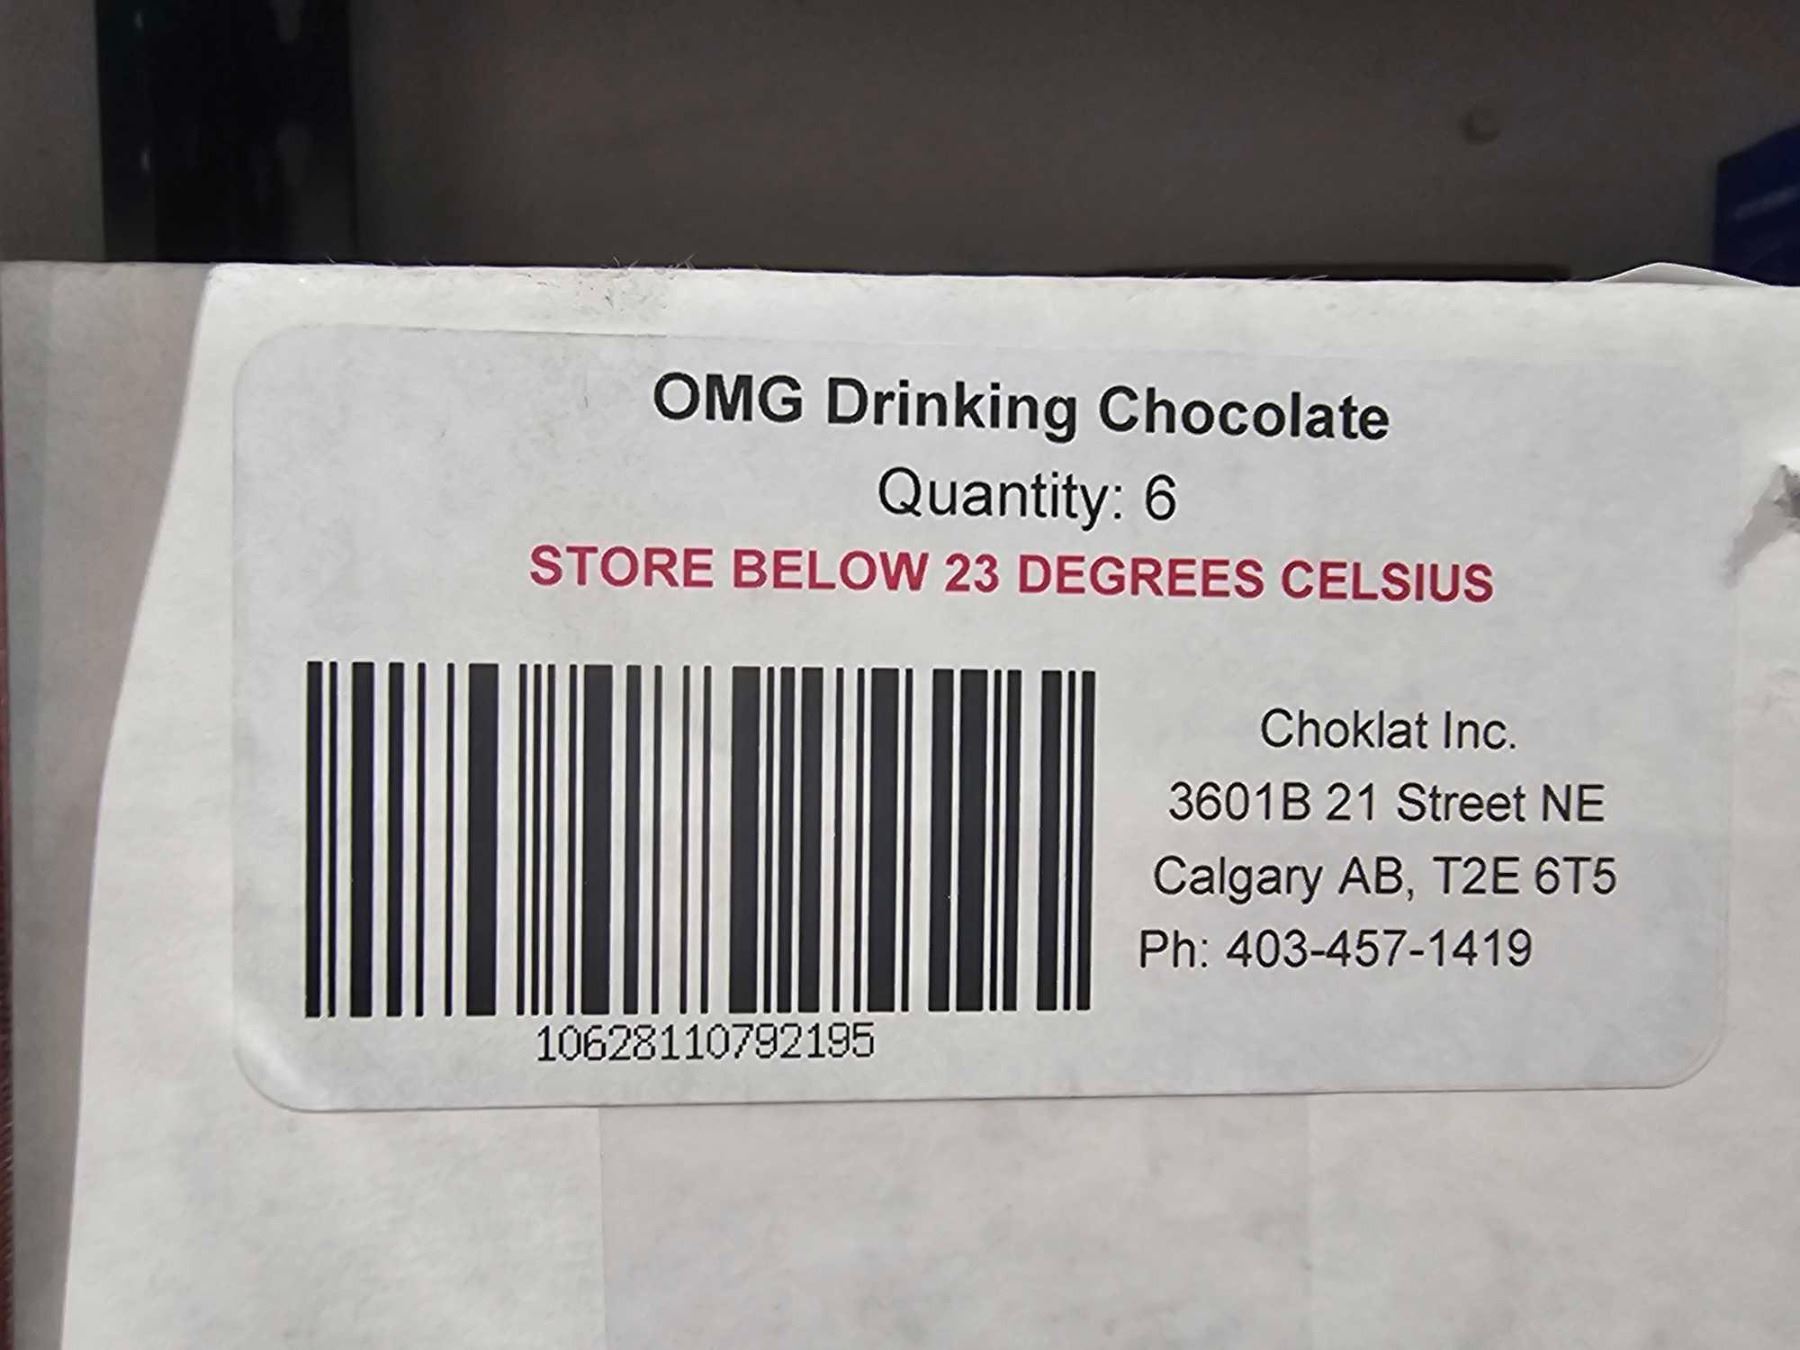 OMG Drinking Chocolate
Quantity: 6
STORE BELOW 23 DEGREES CELSIUS
Choklat Inc.
3601B 21 Street NE
Calgary AB, T2E 6T5
Ph: 403-457-1419
10628110792195